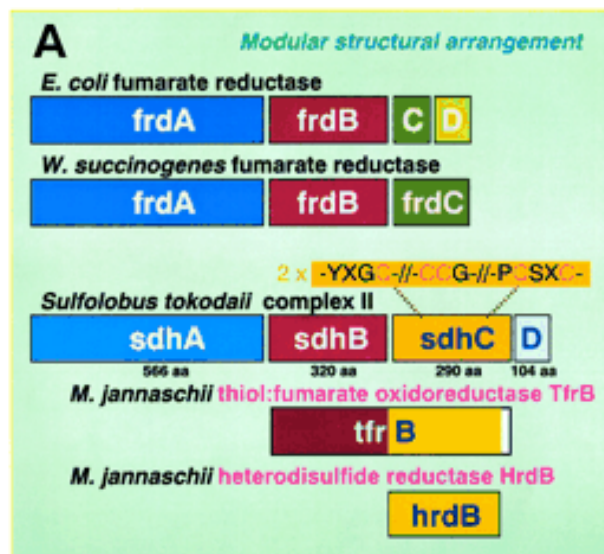 A
Modular structural arrangement
E. coli fumarate reductase
frdA frdB C D
W. succinogenes fumarate reductase
frdA frdB frdC
2 x -YXGC-//-CCG-//-PCSXC-
Sulfolobus tokodaii complex II
sdhA sdhB sdhC D
566 aa 320 aa 290 aa 104 aa
M. jannaschii thiol:fumarate oxidoreductase TfrB
tfr B
M. jannaschii heterodisulfide reductase HrdB
hrdB